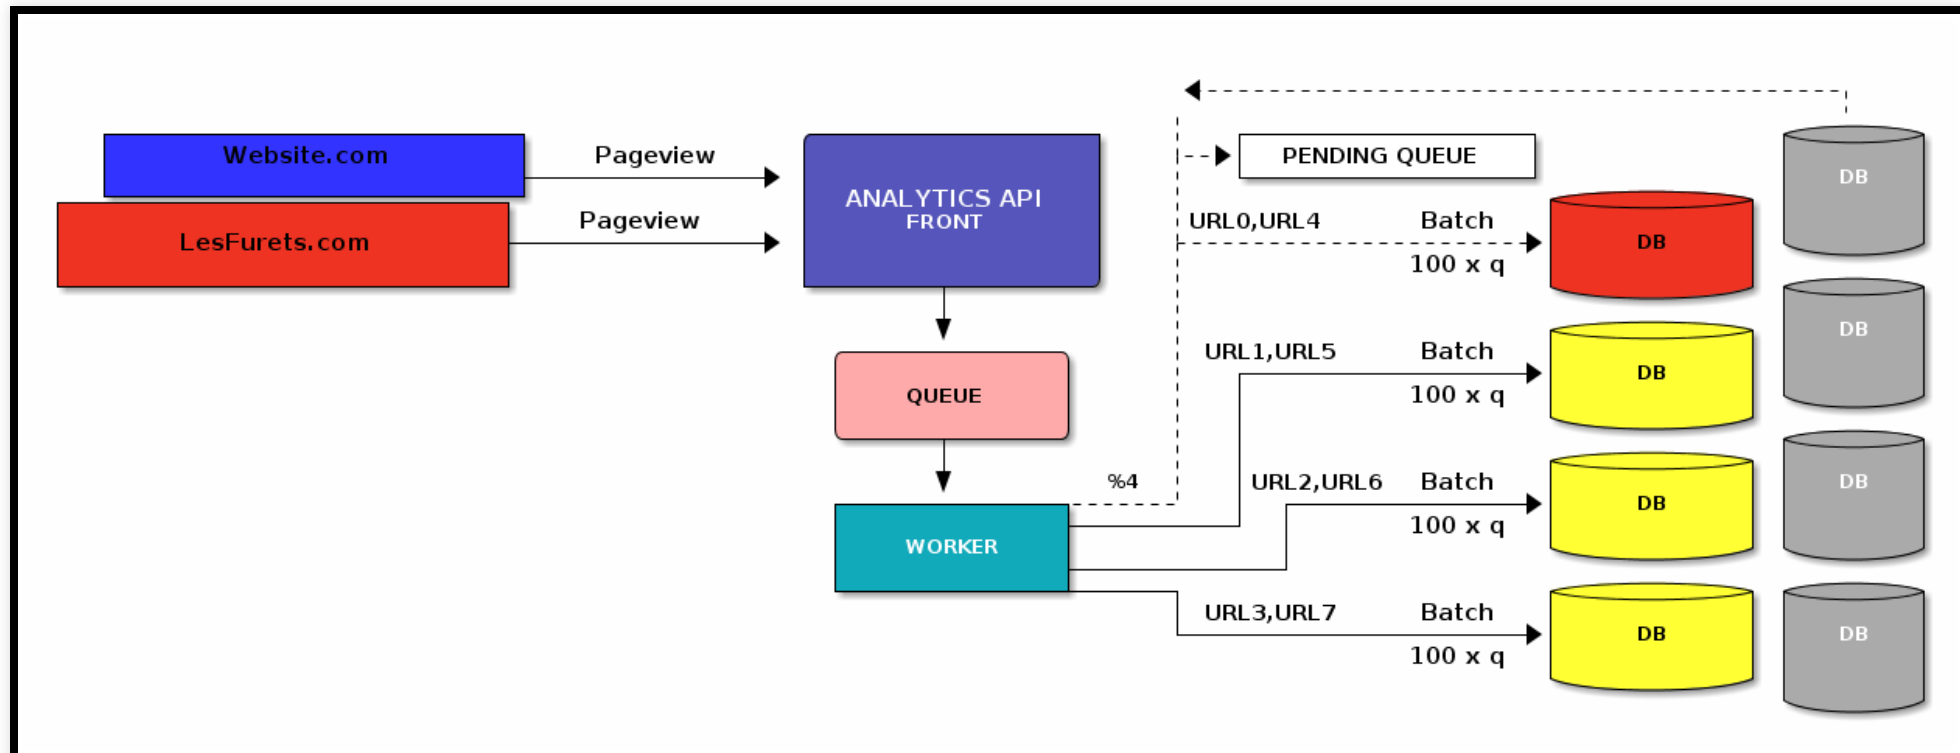 Website.com
Pageview
LesFurets.com
Pageview
ANALYTICS API
FRONT
QUEUE
WORKER
%4
PENDING QUEUE
URL0,URL4
Batch
100 x q
DB
URL1,URL5
Batch
100 x q
DB
URL2,URL6
Batch
100 x q
DB
URL3,URL7
Batch
100 x q
DB
DB
DB
DB
DB